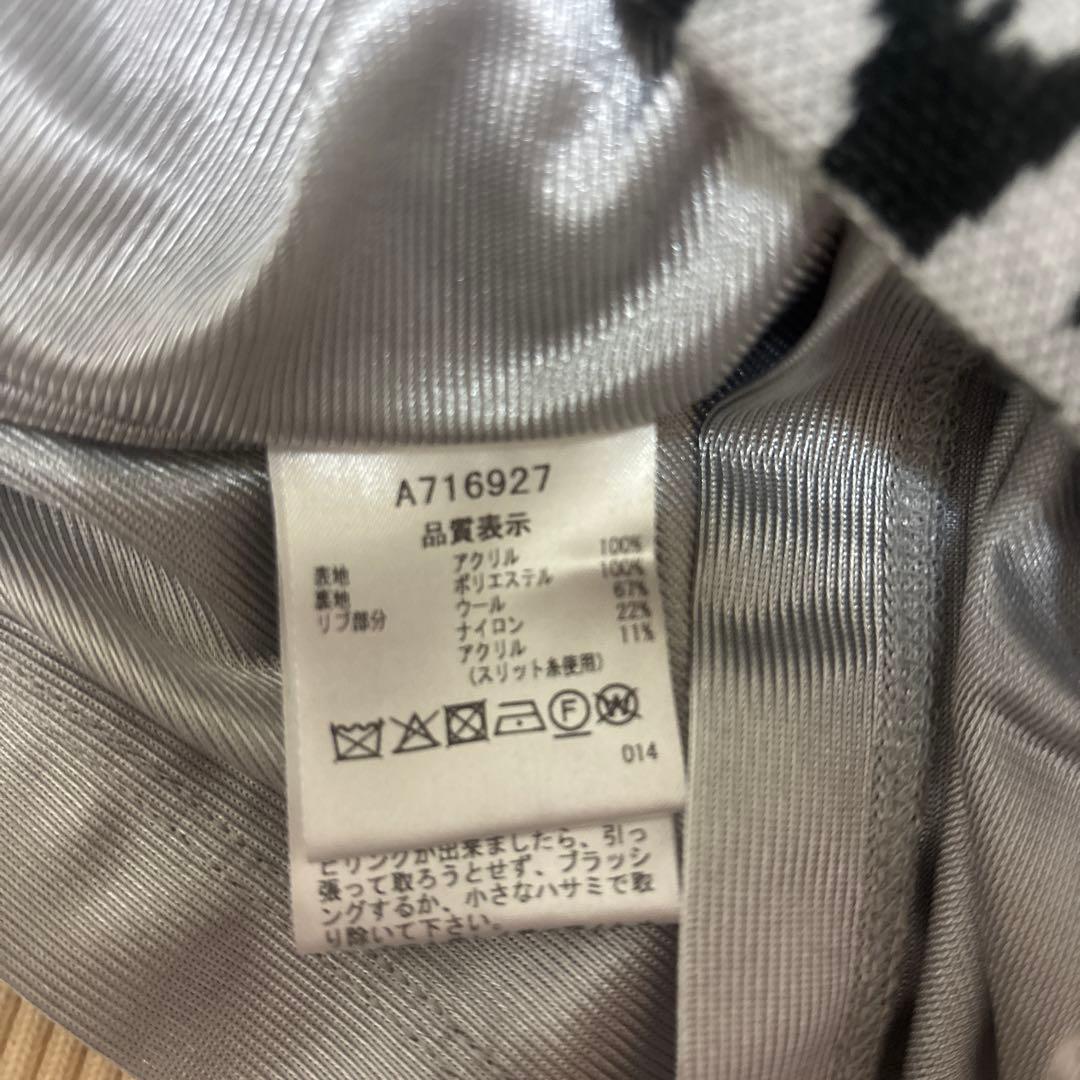 A716927
品質表示
表地 アクリル 100%
裏地 ポリエステル 100%
リブ部分 ウール 67%
ナイロン 22%
アクリル 11%
(スリット糸使用)
F W
014
ピリングが出来ましたら、引っ
張って取ろうとせず、ブラッシ
ングするか、小さなハサミで取
り除いて下さい。